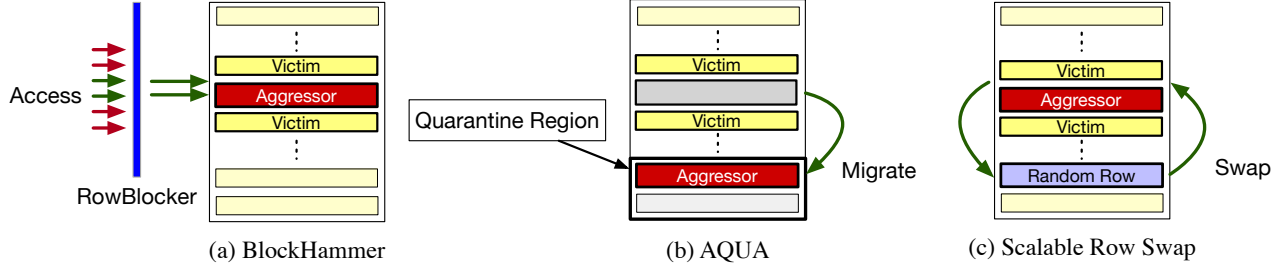 Access
RowBlocker
Victim
Aggressor
Victim
(a) BlockHammer
Quarantine Region
Victim
Victim
Aggressor
Migrate
(b) AQUA
Victim
Aggressor
Victim
Random Row
Swap
(c) Scalable Row Swap